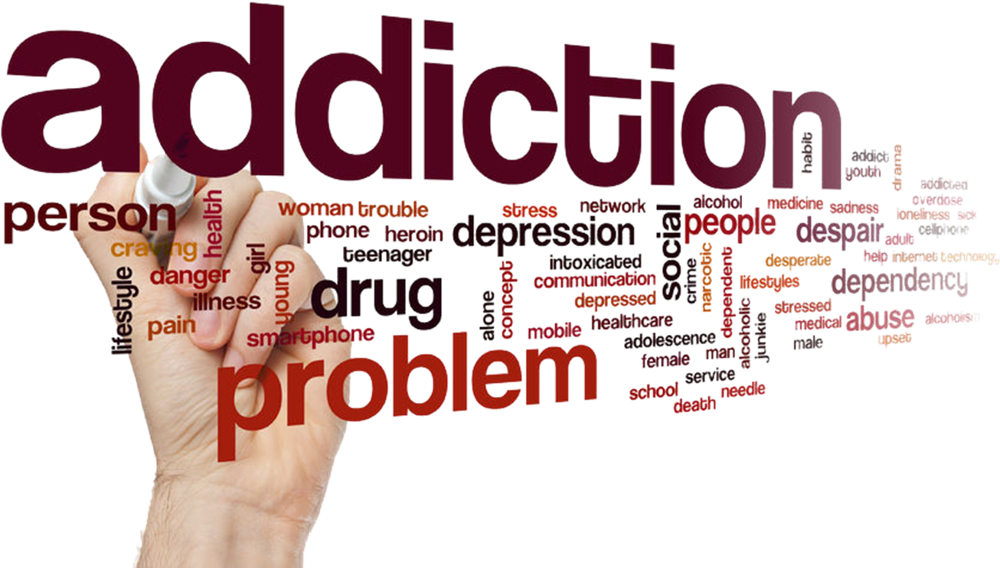 addiction
habit
addict
youth
drama
addicted
overdose
person
health
woman trouble
stress
network
social
alcohol
medicine
sadness
loneliness
sick
phone
heroin
depression
people
despair
adult
cellphone
craving
girl
teenager
intoxicated
crime
narcotic
dependent
desperate
help
internet technology
lifestyle
danger
young
drug
concept
communication
lifestyles
dependency
illness
alone
depressed
stressed
pain
smartphone
mobile
healthcare
alcoholic
junkie
medical
abuse
alcoholism
problem
adolescence
male
upset
female
man
service
school
needle
death